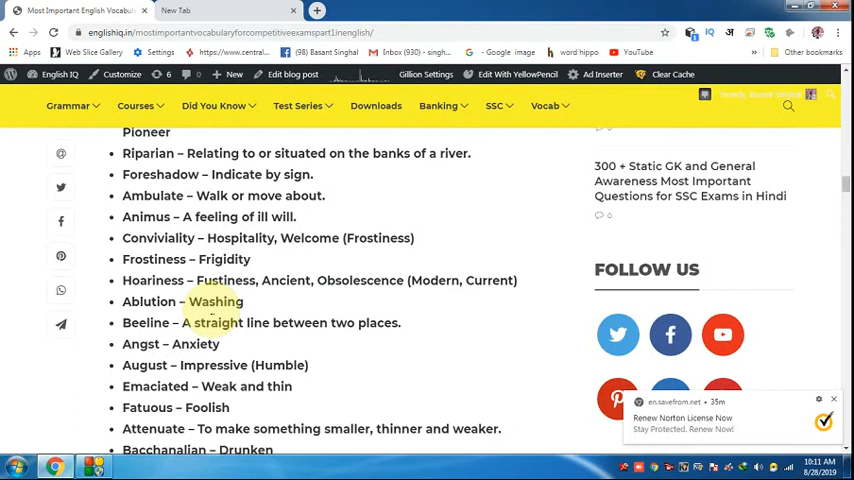 Most Important English Vocabula
New Tab
englishiq.in/mostimportantvocabularyforcompetitiveexamspart1inenglish/
Apps
Web Slice Gallery
Settings
https://www.central...
(98) Basant Singhal
Inbox (930) - singh...
Google image
word hippo
YouTube
English IQ
Customize
6
0
New
Edit blog post
Gillion Settings
Edit With YellowPencil
Ad Inserter
Clear Cache
Grammar
Courses
Did You Know
Test Series
Downloads
Banking
SSC
Vocab
Pioneer
• Riparian – Relating to or situated on the banks of a river.
• Foreshadow – Indicate by sign.
• Ambulate – Walk or move about.
• Animus – A feeling of ill will.
• Conviviality – Hospitality, Welcome (Frostiness)
• Frostiness – Frigidity
• Hoariness – Fustiness, Ancient, Obsolescence (Modern, Current)
• Ablution – Washing
• Beeline – A straight line between two places.
• Angst – Anxiety
• August – Impressive (Humble)
• Emaciated – Weak and thin
• Fatuous – Foolish
• Attenuate – To make something smaller, thinner and weaker.
• Bacchanalian – Drunken
0
300 + Static GK and General
Awareness Most Important
Questions for SSC Exams in Hindi
0
FOLLOW US
en.savefrom.net • 35m
Renew Norton License Now
Stay Protected. Renew Now!
10:11 AM
8/28/2019